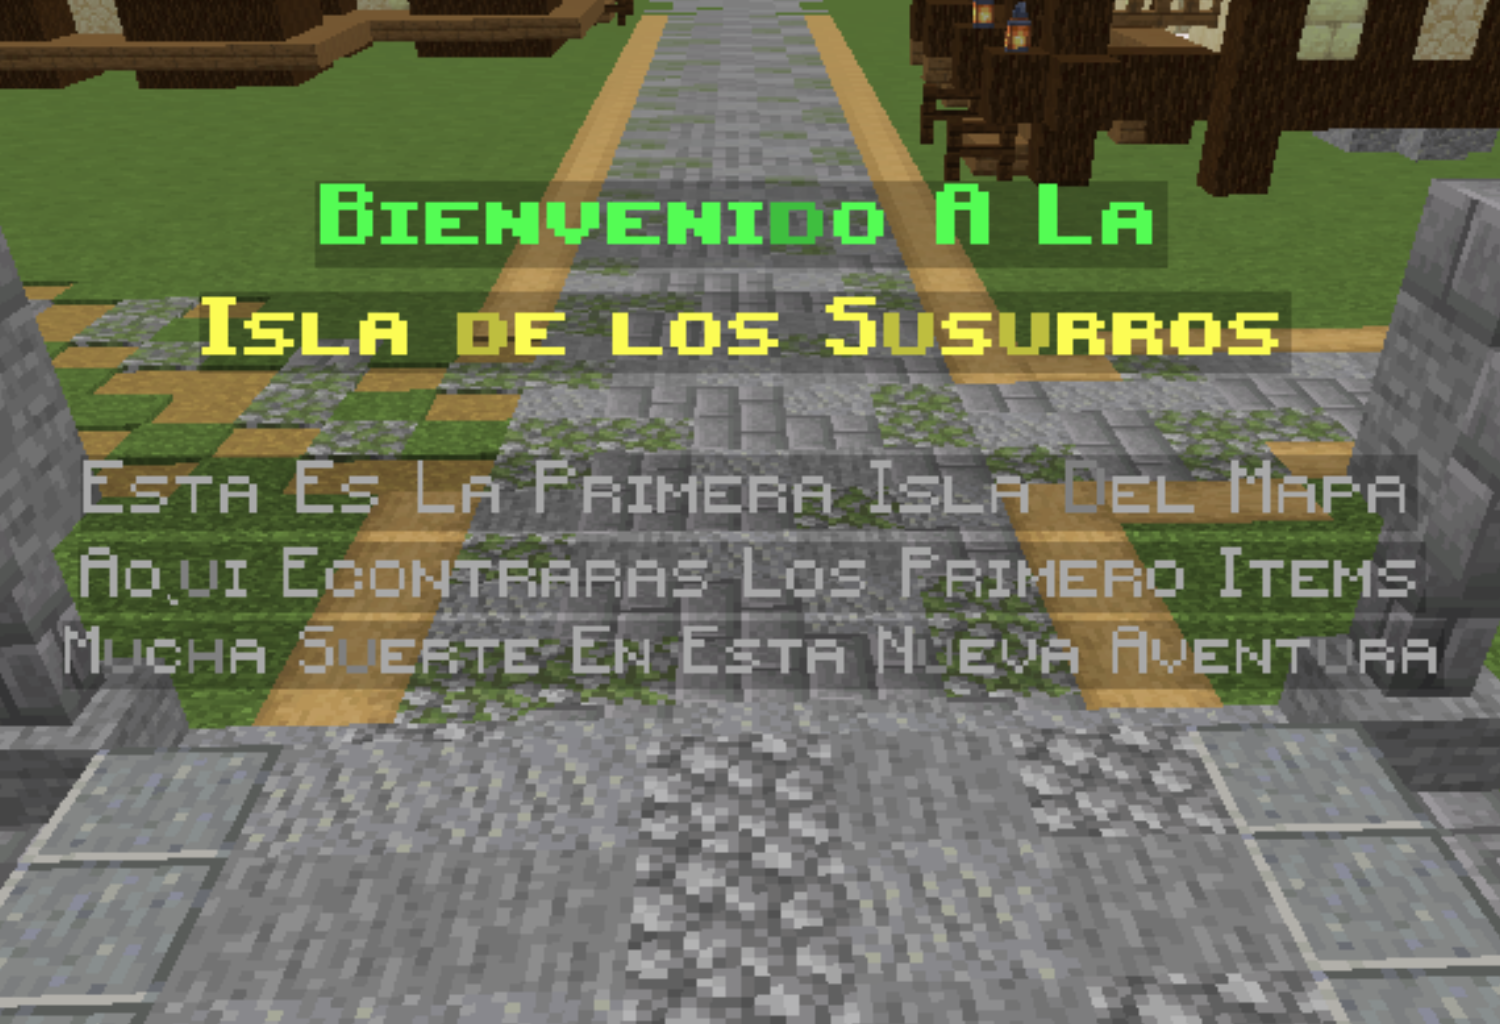 Bienvenido A La
Isla de los Susurros
Esta Es La Primera Isla Del Mapa
Aqui Econtraras Los Primero Items
Mucha Suerte En Esta Nueva Aventura